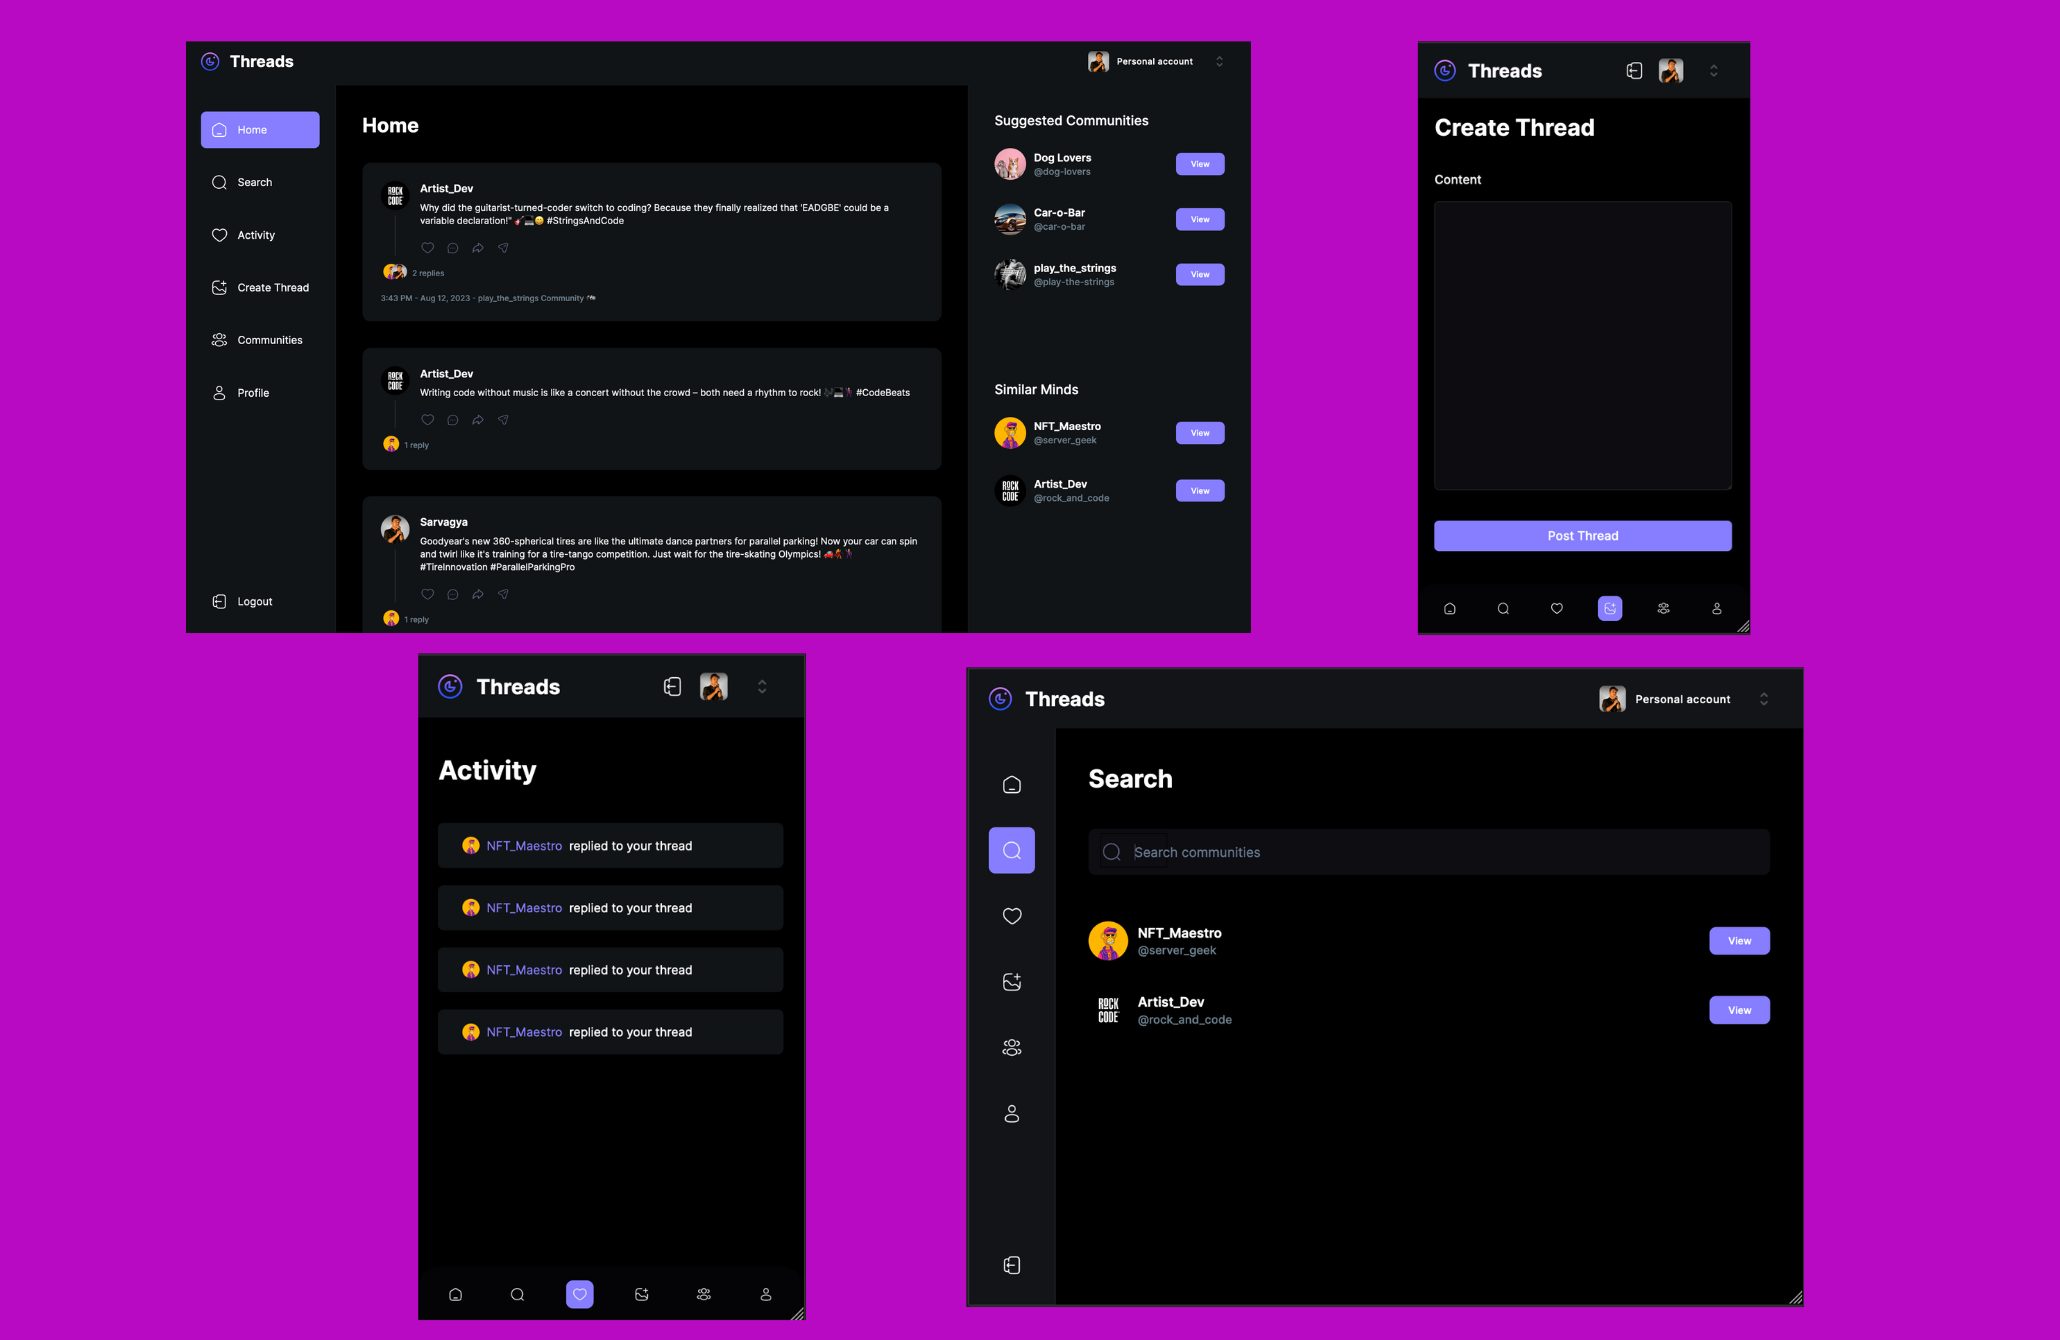 Threads
Personal account
Home
Search
Activity
Create Thread
Communities
Profile
Logout
Home
ROCK
CODE
Artist_Dev
Why did the guitarist-turned-coder switch to coding? Because they finally realized that 'EADGBE' could be a
variable declaration!" 🎸💻😄 #StringsAndCode
2 replies
3:43 PM - Aug 12, 2023 - play_the_strings Community
ROCK
CODE
Artist_Dev
Writing code without music is like a concert without the crowd – both need a rhythm to rock! 🎶💻🕺 #CodeBeats
1 reply
Sarvagya
Goodyear's new 360-spherical tires are like the ultimate dance partners for parallel parking! Now your car can spin
and twirl like it's training for a tire-tango competition. Just wait for the tire-skating Olympics! 🚗💃🕺
#TireInnovation #ParallelParkingPro
1 reply
Suggested Communities
Dog Lovers
@dog-lovers
View
Car-o-Bar
@car-o-bar
View
play_the_strings
@play-the-strings
View
Similar Minds
NFT_Maestro
@server_geek
View
ROCK
CODE
Artist_Dev
@rock_and_code
View
Threads
Create Thread
Content
Post Thread
Threads
Activity
NFT_Maestro replied to your thread
NFT_Maestro replied to your thread
NFT_Maestro replied to your thread
NFT_Maestro replied to your thread
Threads
Personal account
Search
Search communities
NFT_Maestro
@server_geek
View
ROCK
CODE
Artist_Dev
@rock_and_code
View